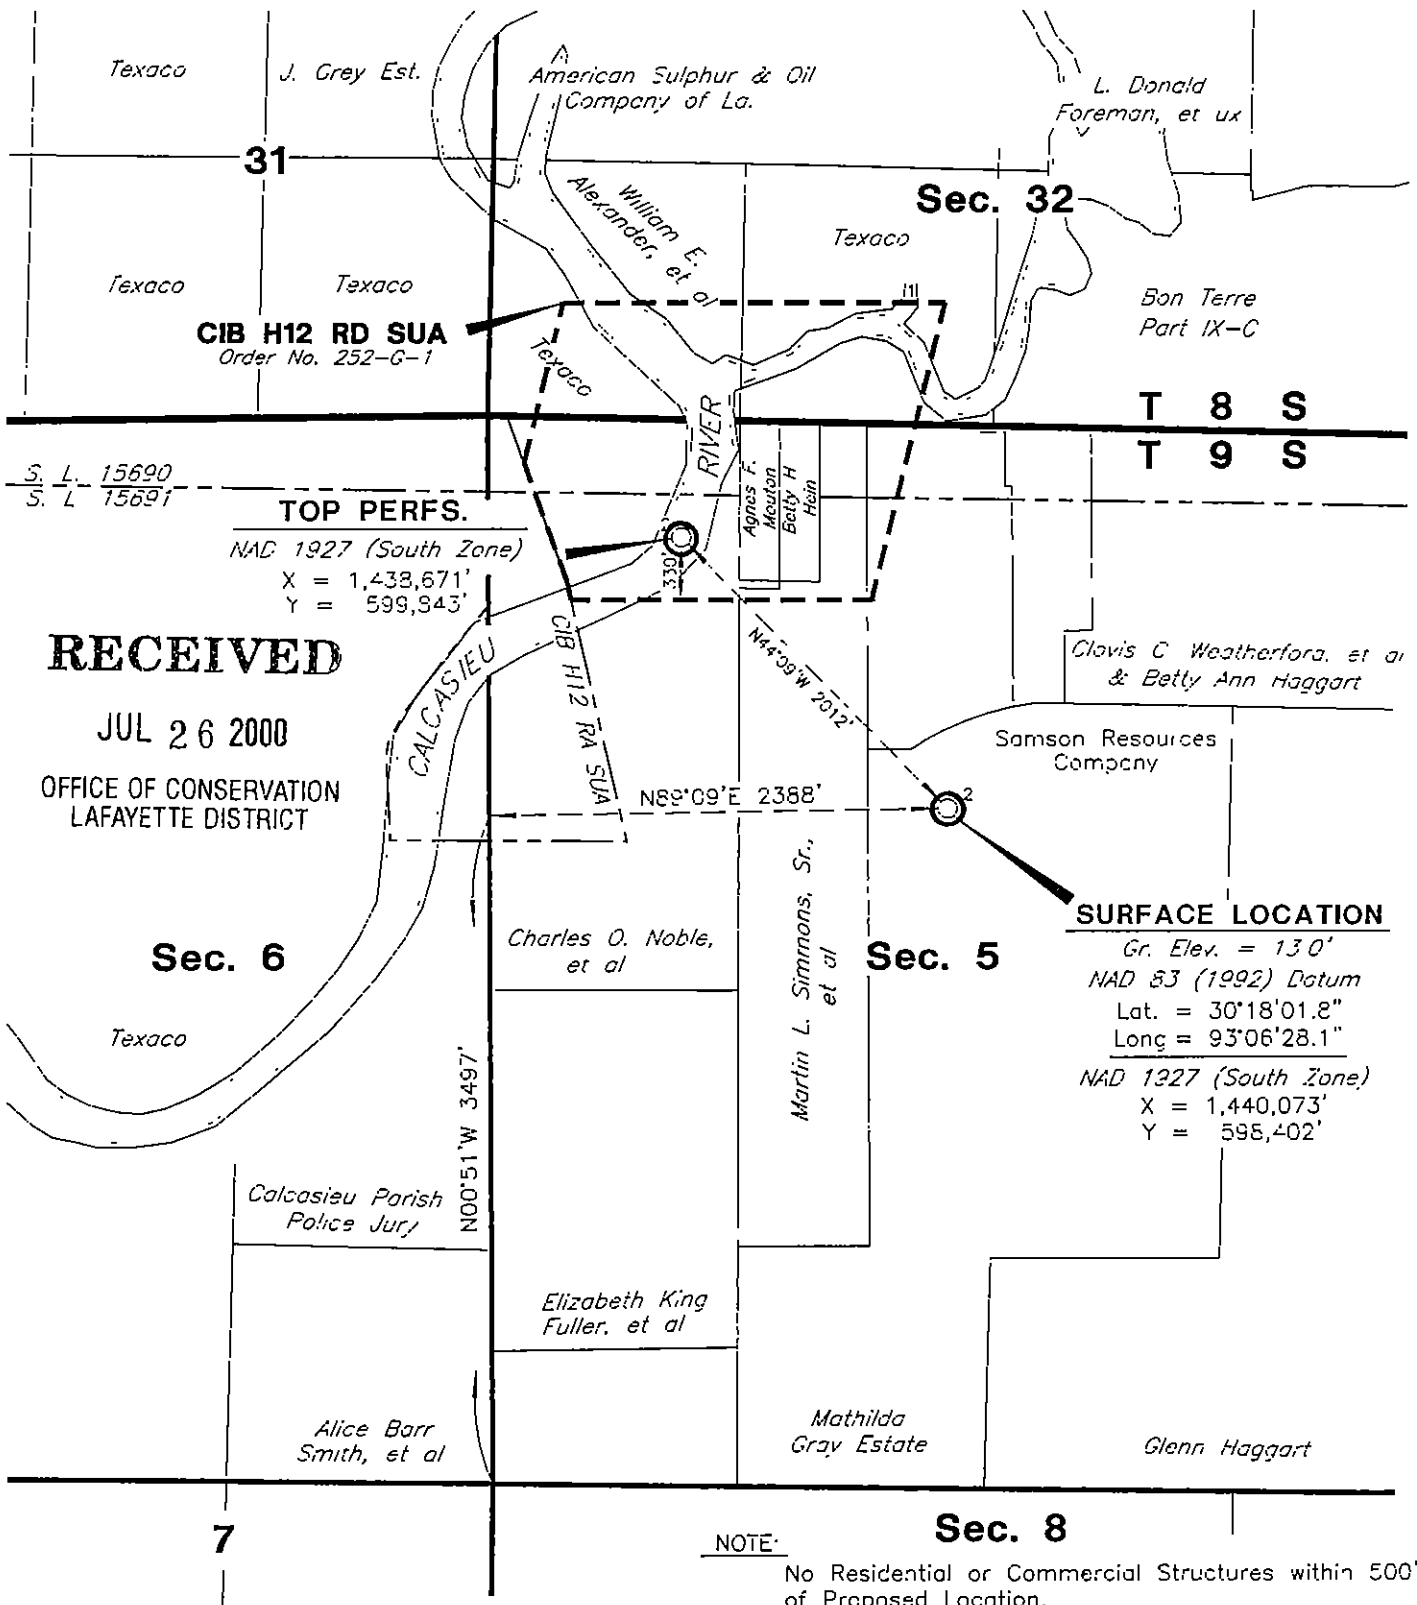 Texaco
J. Grey Est.
American Sulphur & Oil
Company of La.
L. Donald
Foreman, et ux
31
William E.
Alexander, et al
Sec. 32
Texaco
Texaco
Texaco
Bon Terre
Part IX-C
CIB H12 RD SUA
Order No. 252-G-1
Texaco
T 8 S
T 9 S
RIVER
S. L. 15690
S. L 15691
Agnes F.
Mouton
Betty H
Hein
TOP PERFS.
NAD 1927 (South Zone)
X = 1,438,671'
Y = 599,843'
330'
RECEIVED
JUL 26 2000
OFFICE OF CONSERVATION
LAFAYETTE DISTRICT
CALCASIEU
CIB H12 RA SUA
N44°09'W 2012'
Clovis C Weatherford, et al
& Betty Ann Haggart
Samson Resources
Company
N89°09'E 2388'
2
SURFACE LOCATION
Gr. Elev. = 13 0'
NAD 83 (1992) Datum
Lat. = 30°18'01.8"
Long = 93°06'28.1"
NAD 1927 (South Zone)
X = 1,440,073'
Y = 598,402'
Sec. 6
Charles O. Noble,
et al
Martin L. Simmons, Sr.,
et al
Sec. 5
Texaco
N00°51'W 3497'
Calcasieu Parish
Police Jury
Elizabeth King
Fuller, et al
Alice Barr
Smith, et al
Mathilda
Gray Estate
Glenn Haggart
7
Sec. 8
NOTE:
No Residential or Commercial Structures within 500'
of Proposed Location.